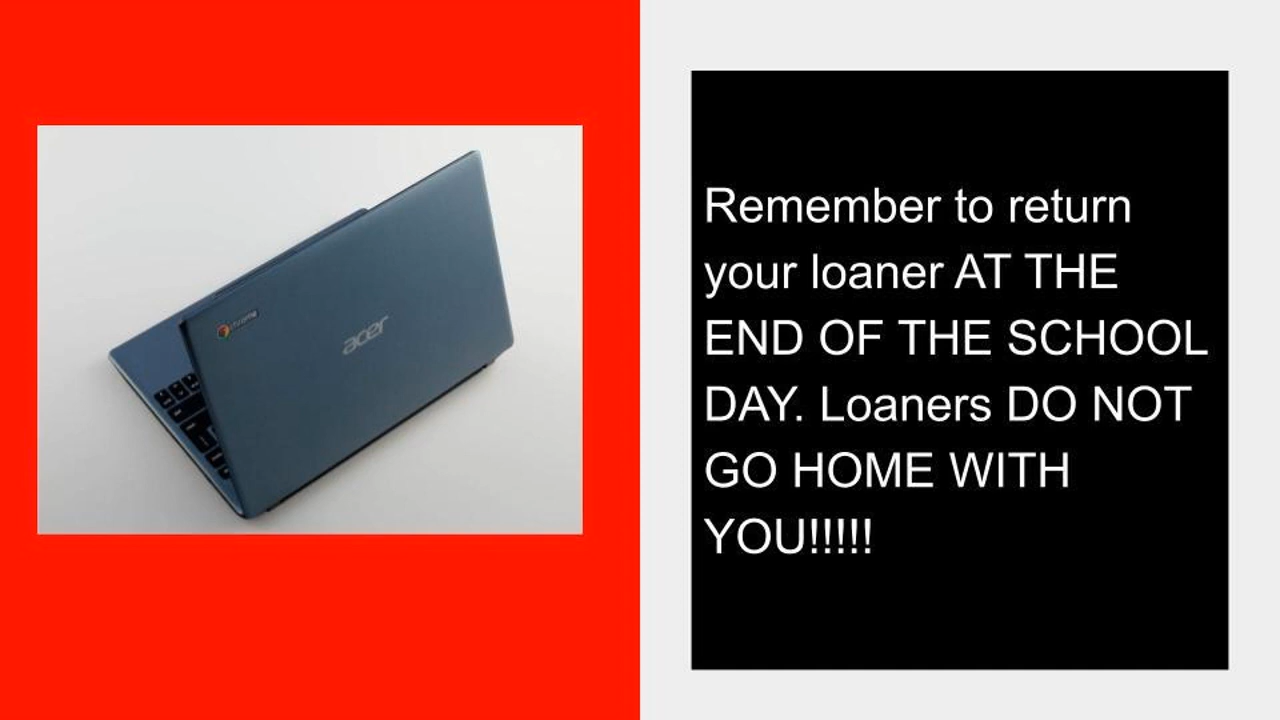 chrome
acer
Remember to return
your loaner AT THE
END OF THE SCHOOL
DAY. Loaners DO NOT
GO HOME WITH
YOU!!!!!